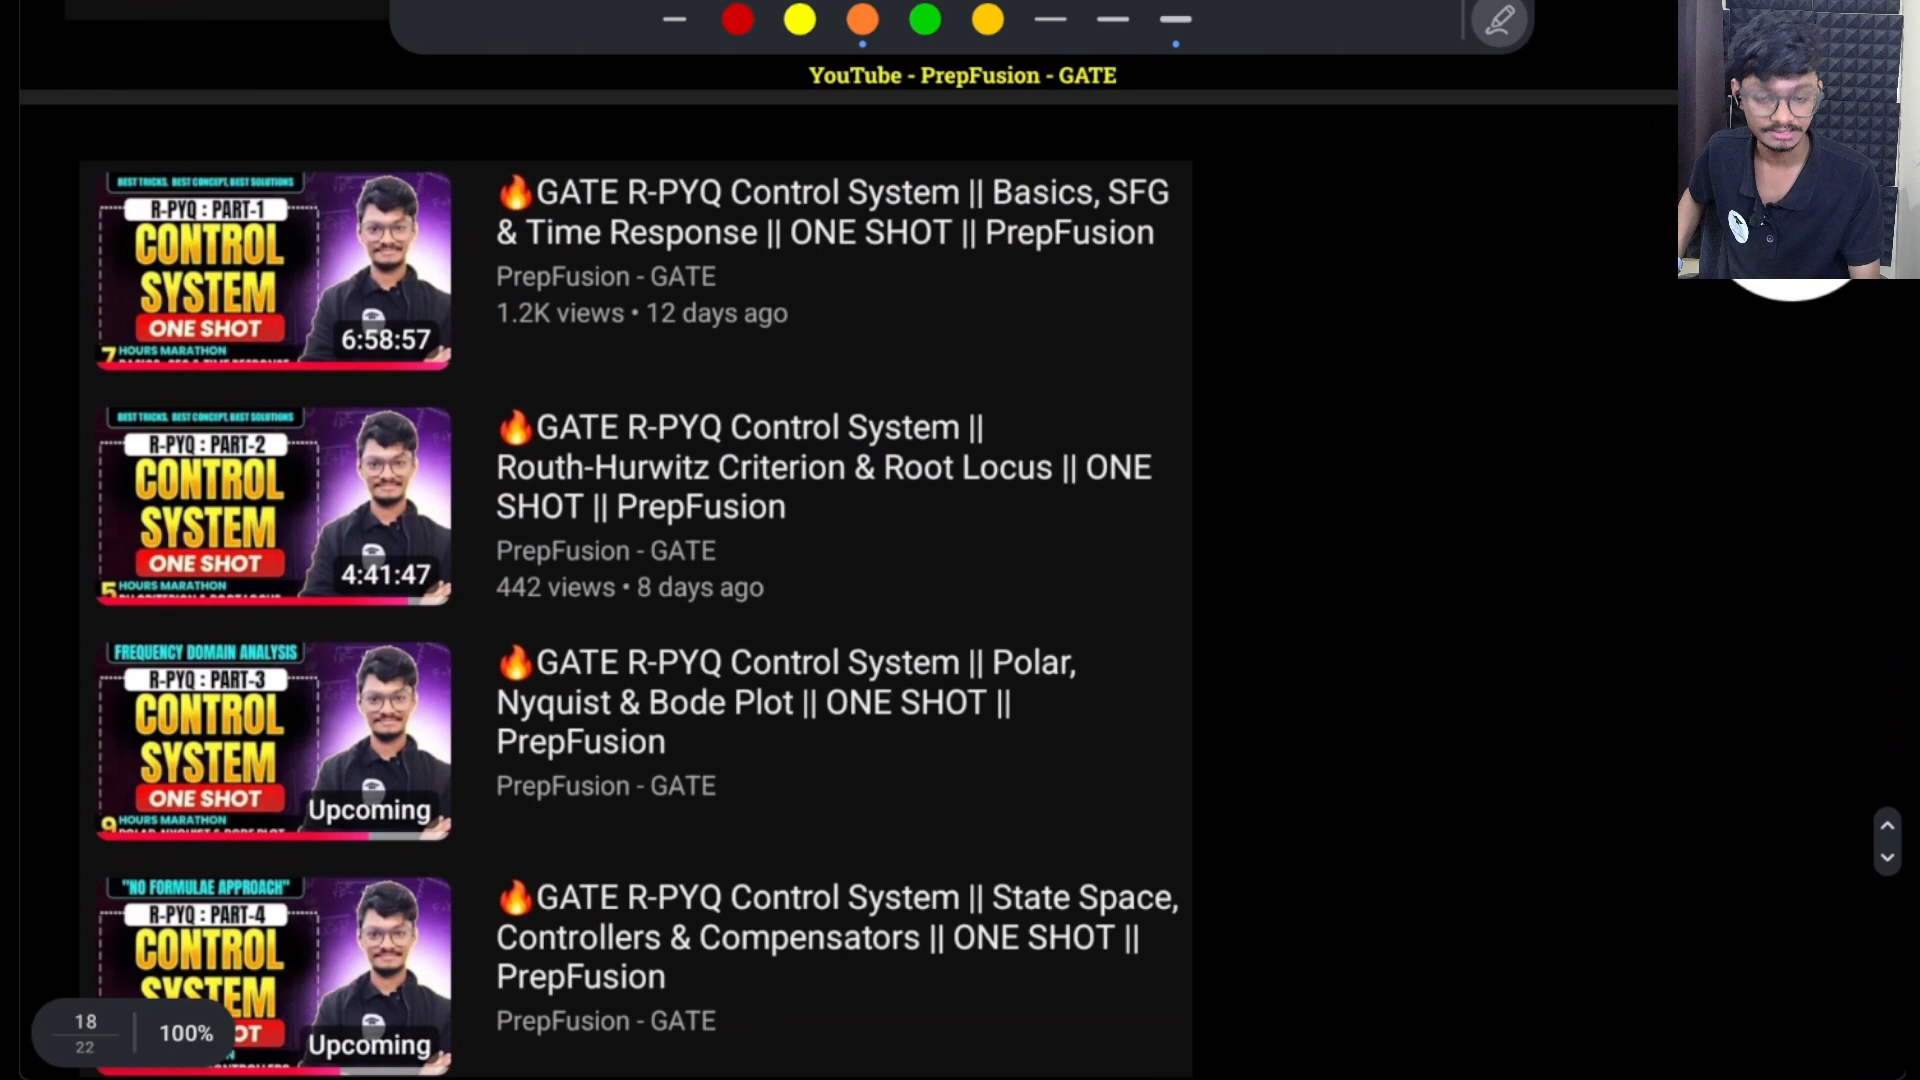 YouTube - PrepFusion - GATE
BEST TRICKS, BEST CONCEPT, BEST SOLUTIONS
R-PYQ : PART-1
CONTROL
SYSTEM
ONE SHOT
7 HOURS MARATHON
6:58:57
🔥GATE R-PYQ Control System || Basics, SFG
& Time Response || ONE SHOT || PrepFusion
PrepFusion - GATE
1.2K views • 12 days ago
BEST TRICKS, BEST CONCEPT, BEST SOLUTIONS
R-PYQ : PART-2
CONTROL
SYSTEM
ONE SHOT
5 HOURS MARATHON
4:41:47
🔥GATE R-PYQ Control System ||
Routh-Hurwitz Criterion & Root Locus || ONE
SHOT || PrepFusion
PrepFusion - GATE
442 views • 8 days ago
FREQUENCY DOMAIN ANALYSIS
R-PYQ : PART-3
CONTROL
SYSTEM
ONE SHOT
9 HOURS MARATHON
Upcoming
🔥GATE R-PYQ Control System || Polar,
Nyquist & Bode Plot || ONE SHOT ||
PrepFusion
PrepFusion - GATE
"NO FORMULAE APPROACH"
R-PYQ : PART-4
CONTROL
SYSTEM
Upcoming
🔥GATE R-PYQ Control System || State Space,
Controllers & Compensators || ONE SHOT ||
PrepFusion
PrepFusion - GATE
18
22
100%